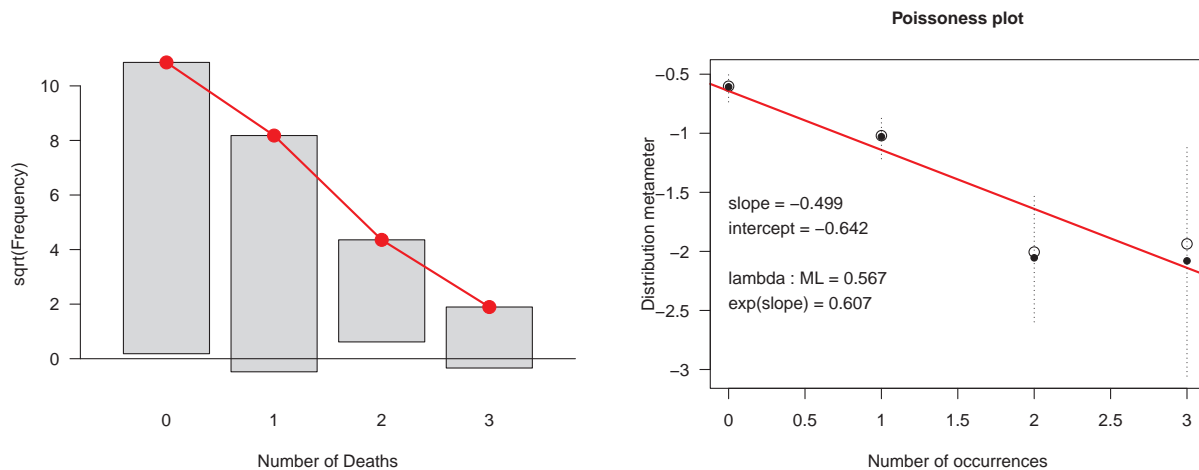 sqrt(Frequency)
10
8
6
4
2
0
0 1 2 3
Number of Deaths
Poissoness plot
Distribution metameter
−0.5
−1
−1.5
−2
−2.5
−3
slope = −0.499
intercept = −0.642
lambda : ML = 0.567
exp(slope) = 0.607
0 0.5 1 1.5 2 2.5 3
Number of occurrences